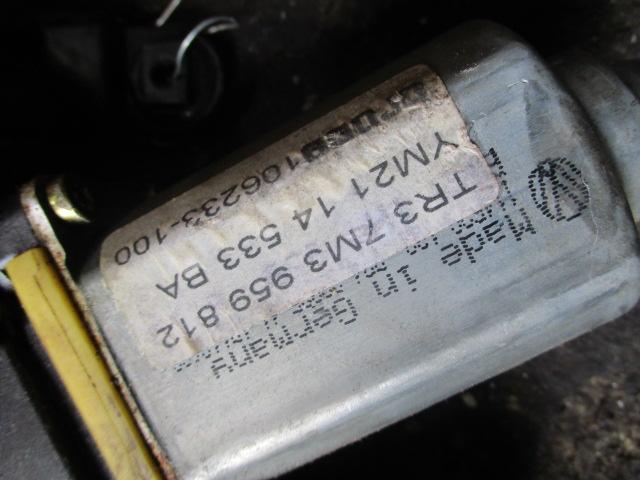 TR3 7M3 959 812
YM21 14 533 BA
106233-100
Made in Germany